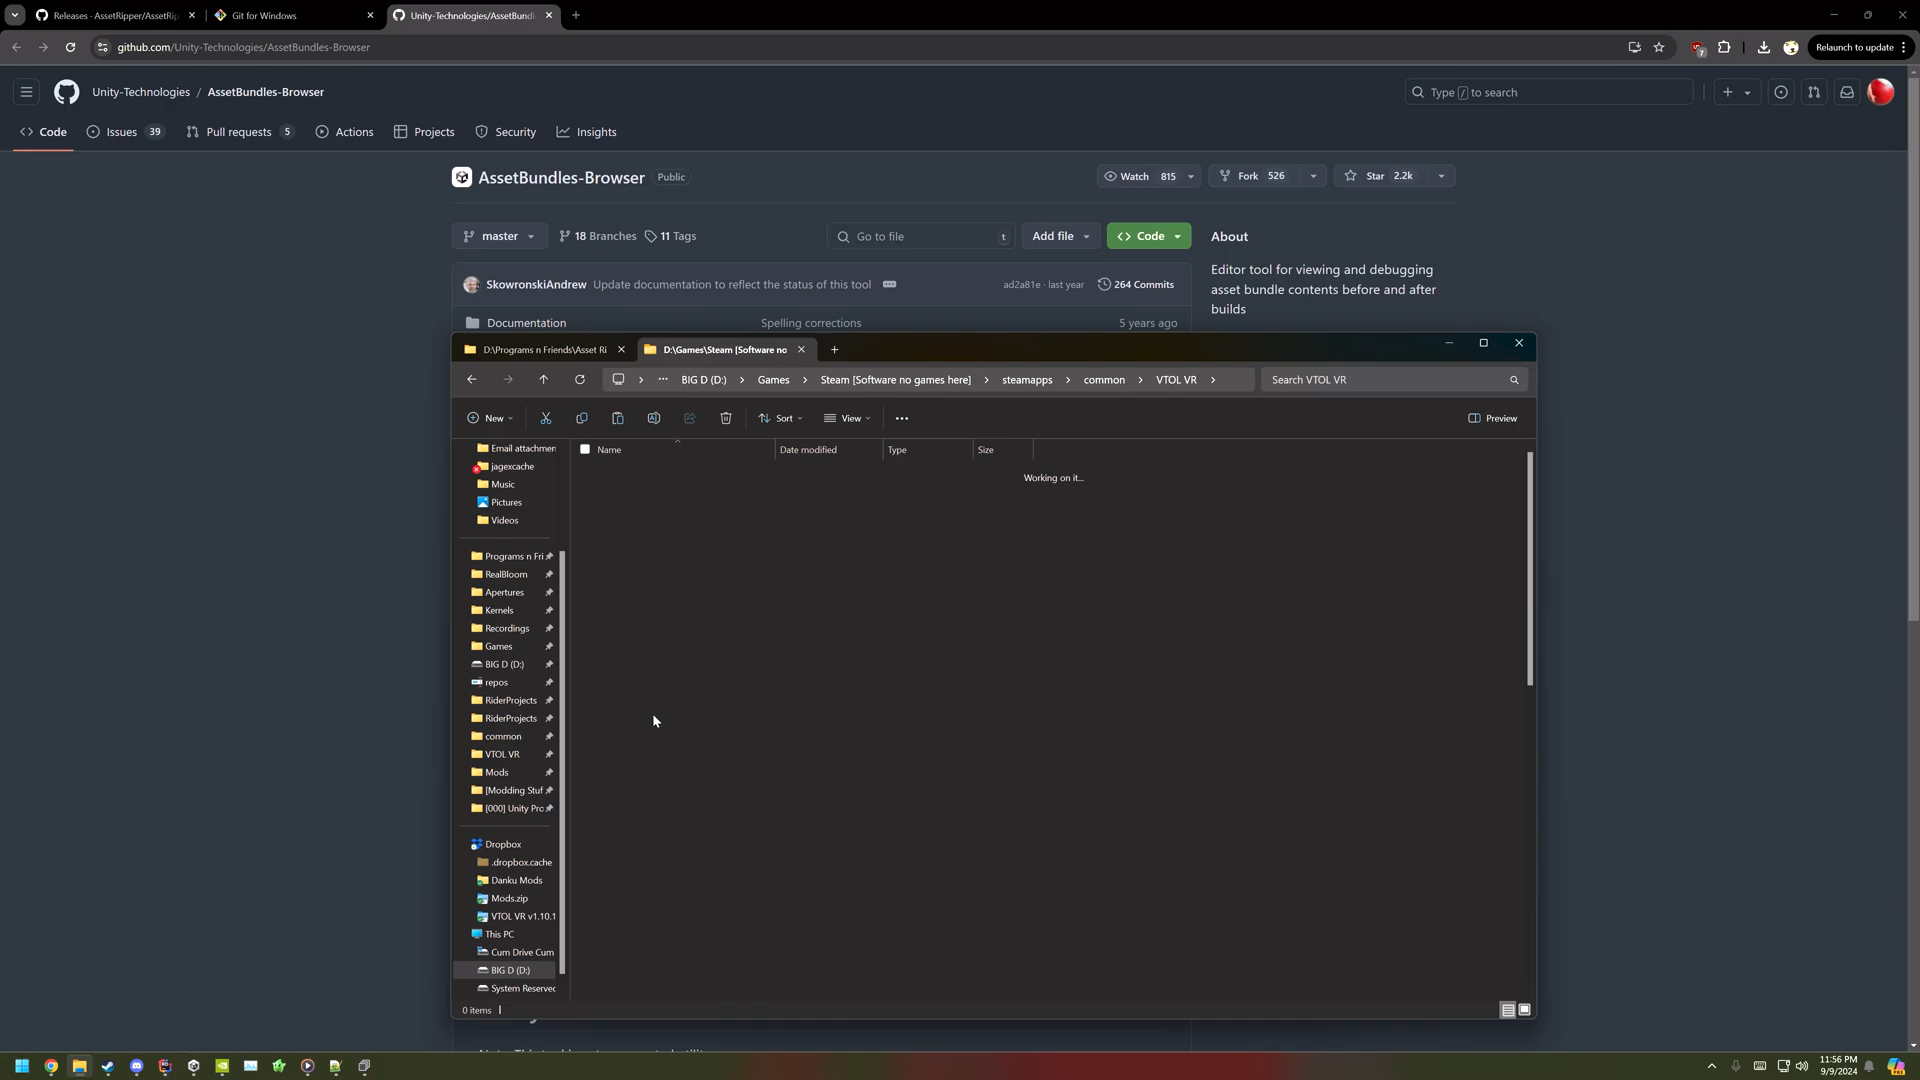 Releases · AssetRipper/AssetRip
Git for Windows
Unity-Technologies/AssetBundl
github.com/Unity-Technologies/AssetBundles-Browser
7
Relaunch to update
Unity-Technologies / AssetBundles-Browser
Type / to search
Code
Issues 39
Pull requests 5
Actions
Projects
Security
Insights
AssetBundles-Browser Public
Watch 815
Fork 526
Star 2.2k
master
18 Branches
11 Tags
Go to file
t
Add file
Code
About
SkowronskiAndrew Update documentation to reflect the status of this tool
ad2a81e · last year
264 Commits
Editor tool for viewing and debugging
asset bundle contents before and after
builds
Documentation
Spelling corrections
5 years ago
D:\Programs n Friends\Asset Ri
D:\Games\Steam [Software no
BIG D (D:)
Games
Steam [Software no games here]
steamapps
common
VTOL VR
Search VTOL VR
New
Sort
View
Preview
Name
Date modified
Type
Size
Working on it...
Email attachmen
jagexcache
Music
Pictures
Videos
Programs n Fri
RealBloom
Apertures
Kernels
Recordings
Games
BIG D (D:)
repos
RiderProjects
RiderProjects
common
VTOL VR
Mods
[Modding Stuf
[000] Unity Pro
Dropbox
.dropbox.cache
Danku Mods
Mods.zip
VTOL VR v1.10.1
This PC
Cum Drive Cum
BIG D (D:)
System Reserved
0 items
11:56 PM
9/9/2024